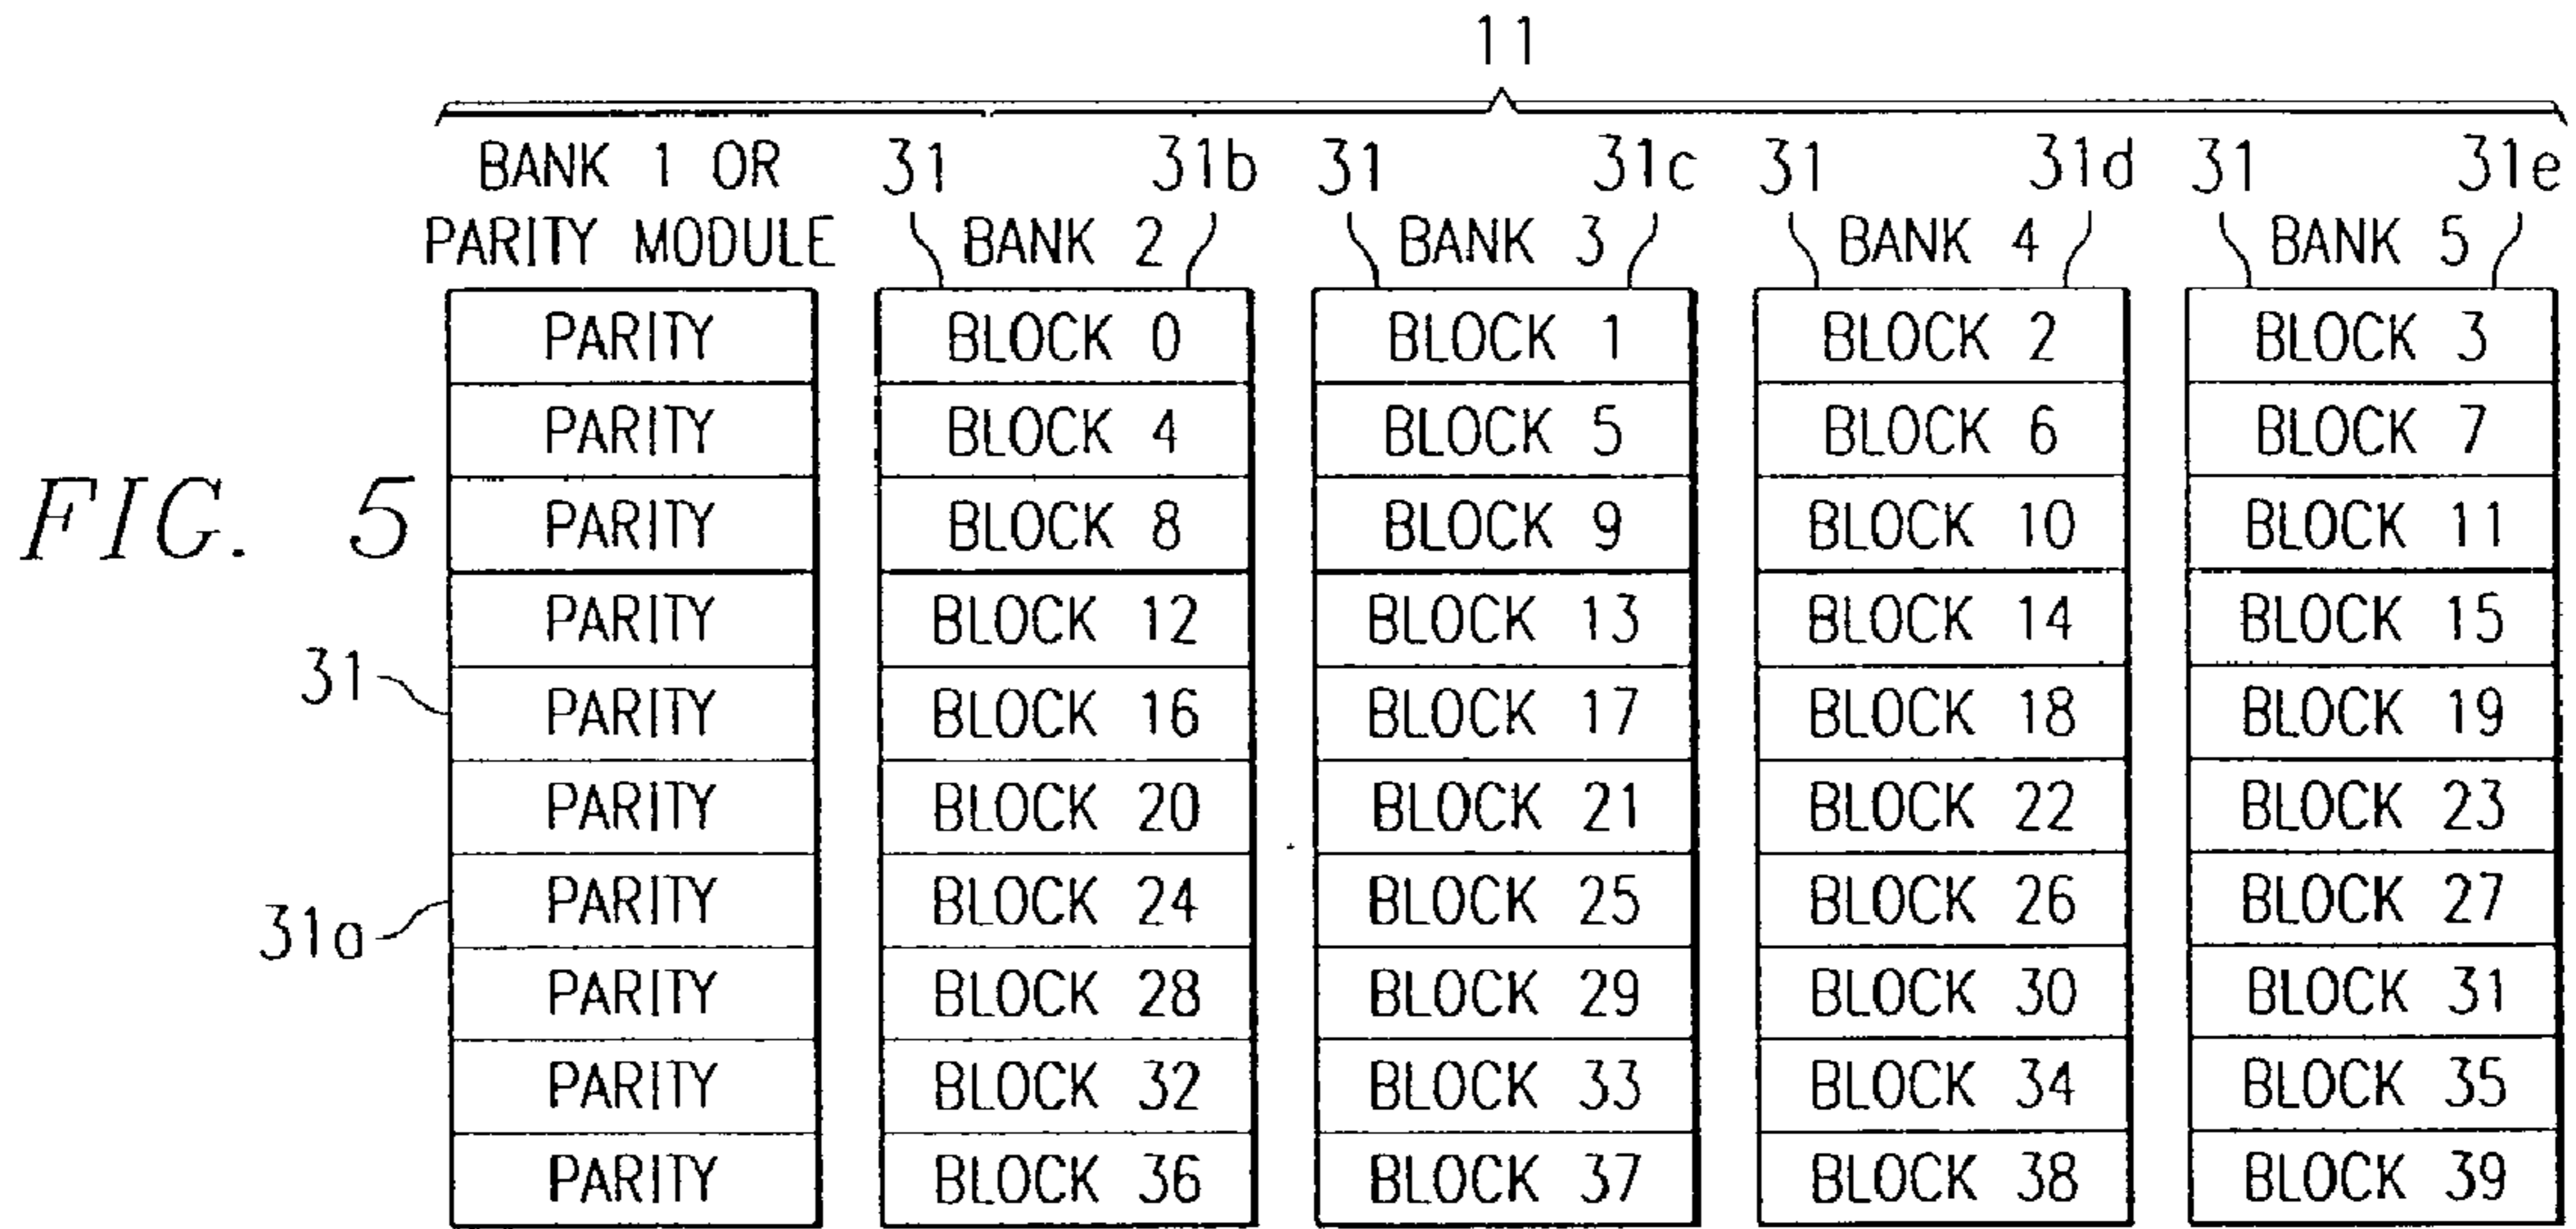 11
BANK 1 OR 31 31b 31 31c 31 31d 31 31e
PARITY MODULE BANK 2 BANK 3 BANK 4 BANK 5
PARITY BLOCK 0 BLOCK 1 BLOCK 2 BLOCK 3
PARITY BLOCK 4 BLOCK 5 BLOCK 6 BLOCK 7
FIG. 5 PARITY BLOCK 8 BLOCK 9 BLOCK 10 BLOCK 11
PARITY BLOCK 12 BLOCK 13 BLOCK 14 BLOCK 15
31 PARITY BLOCK 16 BLOCK 17 BLOCK 18 BLOCK 19
PARITY BLOCK 20 BLOCK 21 BLOCK 22 BLOCK 23
31a PARITY BLOCK 24 BLOCK 25 BLOCK 26 BLOCK 27
PARITY BLOCK 28 BLOCK 29 BLOCK 30 BLOCK 31
PARITY BLOCK 32 BLOCK 33 BLOCK 34 BLOCK 35
PARITY BLOCK 36 BLOCK 37 BLOCK 38 BLOCK 39